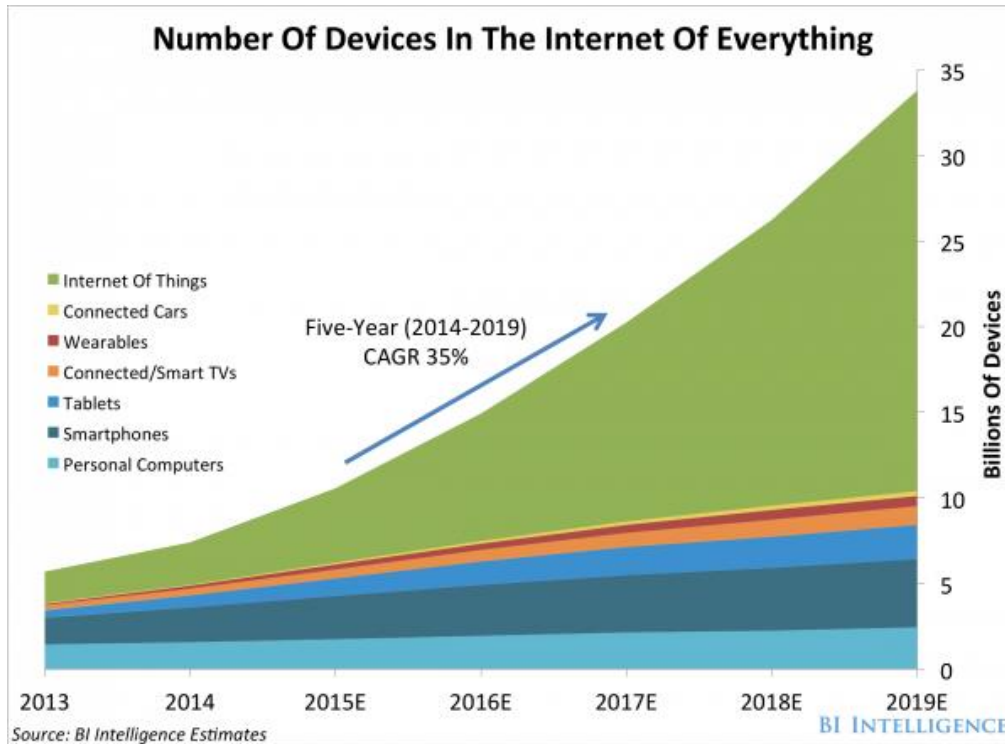 Number Of Devices In The Internet Of Everything
35
30
25
20
15
10
5
0
Billions Of Devices
Internet Of Things
Connected Cars
Wearables
Connected/Smart TVs
Tablets
Smartphones
Personal Computers
Five-Year (2014-2019)
CAGR 35%
2013 2014 2015E 2016E 2017E 2018E 2019E
Source: BI Intelligence Estimates
BI INTELLIGENCE